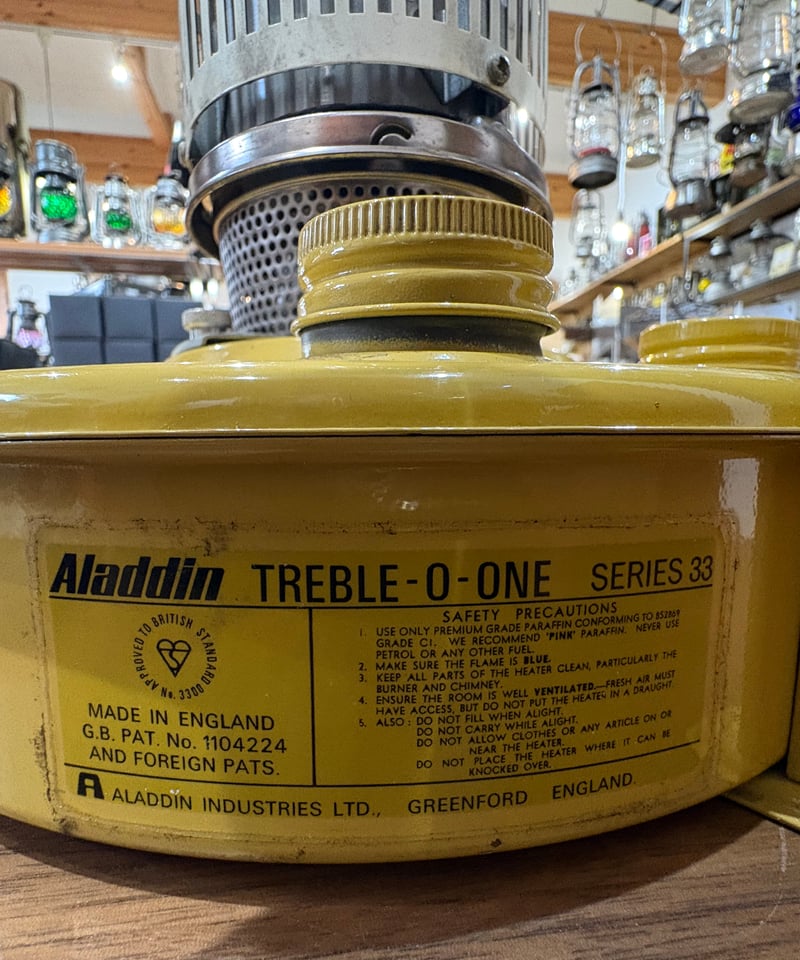 Aladdin TREBLE-O-ONE SERIES 33
APPROVED TO BRITISH STANDARD No. 3300
MADE IN ENGLAND
G.B. PAT. No. 1104224
AND FOREIGN PATS.
SAFETY PRECAUTIONS
1. USE ONLY PREMIUM GRADE PARAFFIN CONFORMING TO BS2869
GRADE C1. WE RECOMMEND "PINK" PARAFFIN. NEVER USE
PETROL OR ANY OTHER FUEL.
2. MAKE SURE THE FLAME IS BLUE.
3. KEEP ALL PARTS OF THE HEATER CLEAN, PARTICULARLY THE
BURNER AND CHIMNEY.
4. ENSURE THE ROOM IS WELL VENTILATED.—FRESH AIR MUST
HAVE ACCESS, BUT DO NOT PUT THE HEATER IN A DRAUGHT.
5. ALSO: DO NOT FILL WHEN ALIGHT.
DO NOT CARRY WHILE ALIGHT.
DO NOT ALLOW CLOTHES OR ANY ARTICLE ON OR
NEAR THE HEATER.
DO NOT PLACE THE HEATER WHERE IT CAN BE
KNOCKED OVER.
ALADDIN INDUSTRIES LTD., GREENFORD ENGLAND.